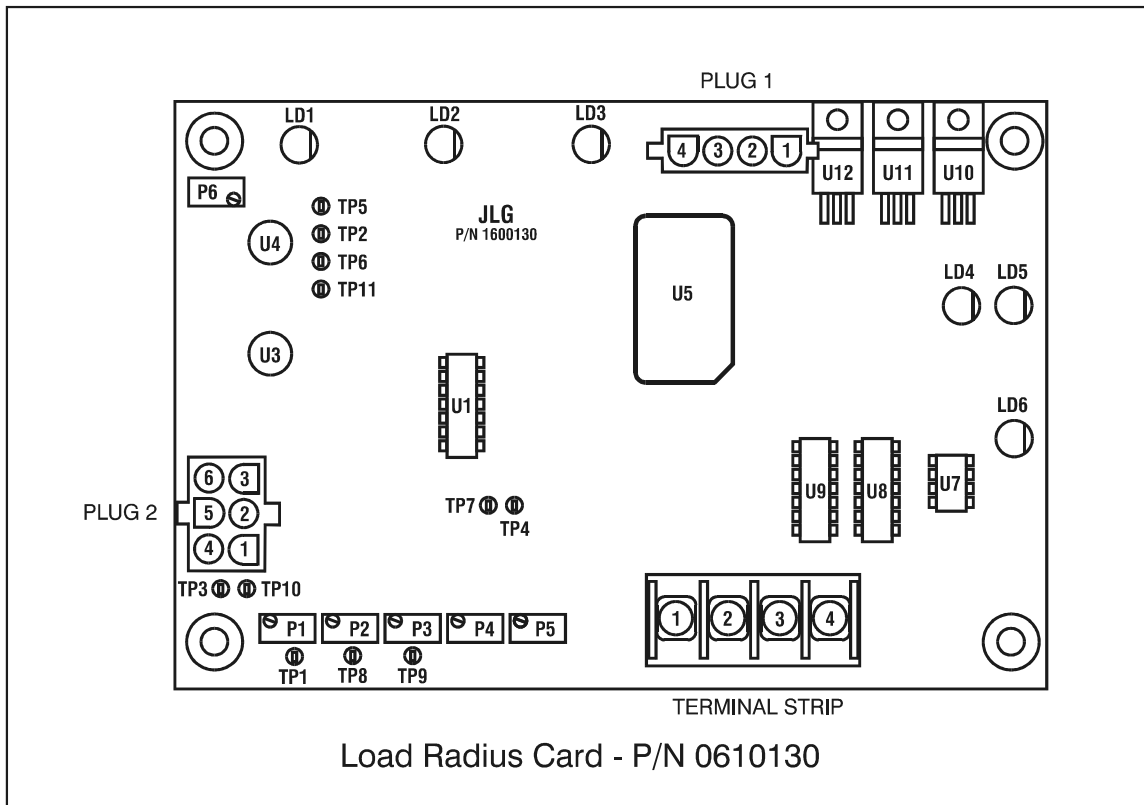 PLUG 1
LD1
LD2
LD3
4 3 2 1
U12
U11
U10
P6
TP5
TP2
TP6
TP11
JLG
P/N 1600130
U4
U5
LD4
LD5
U3
U1
LD6
PLUG 2
6 3
5 2
4 1
TP7
TP4
U9
U8
U7
TP3
TP10
P1
P2
P3
P4
P5
TP1
TP8
TP9
1 2 3 4
TERMINAL STRIP
Load Radius Card - P/N 0610130